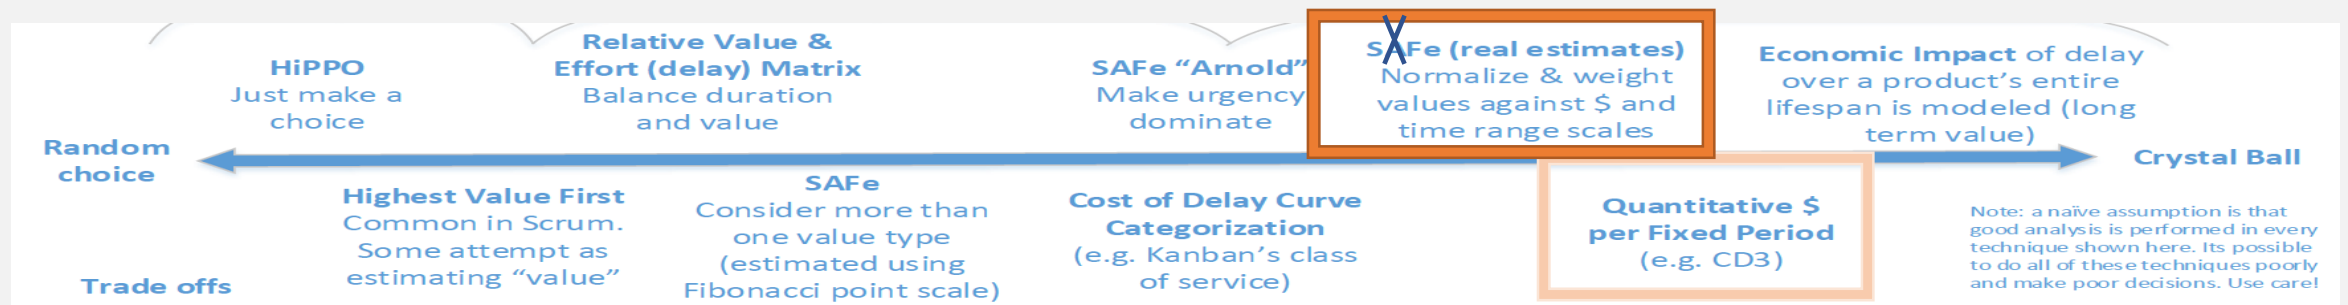 HiPPO
Just make a
choice
Relative Value &
Effort (delay) Matrix
Balance duration
and value
SAFe “Arnold”
Make urgency
dominate
SAFe (real estimates)
Normalize & weight
values against $ and
time range scales
Economic Impact of delay
over a product’s entire
lifespan is modeled (long
term value)
Random
choice
Crystal Ball
Highest Value First
Common in Scrum.
Some attempt as
estimating “value”
SAFe
Consider more than
one value type
(estimated using
Fibonacci point scale)
Cost of Delay Curve
Categorization
(e.g. Kanban’s class
of service)
Quantitative $
per Fixed Period
(e.g. CD3)
Note: a naïve assumption is that
good analysis is performed in every
technique shown here. Its possible
to do all of these techniques poorly
and make poor decisions. Use care!
Trade offs